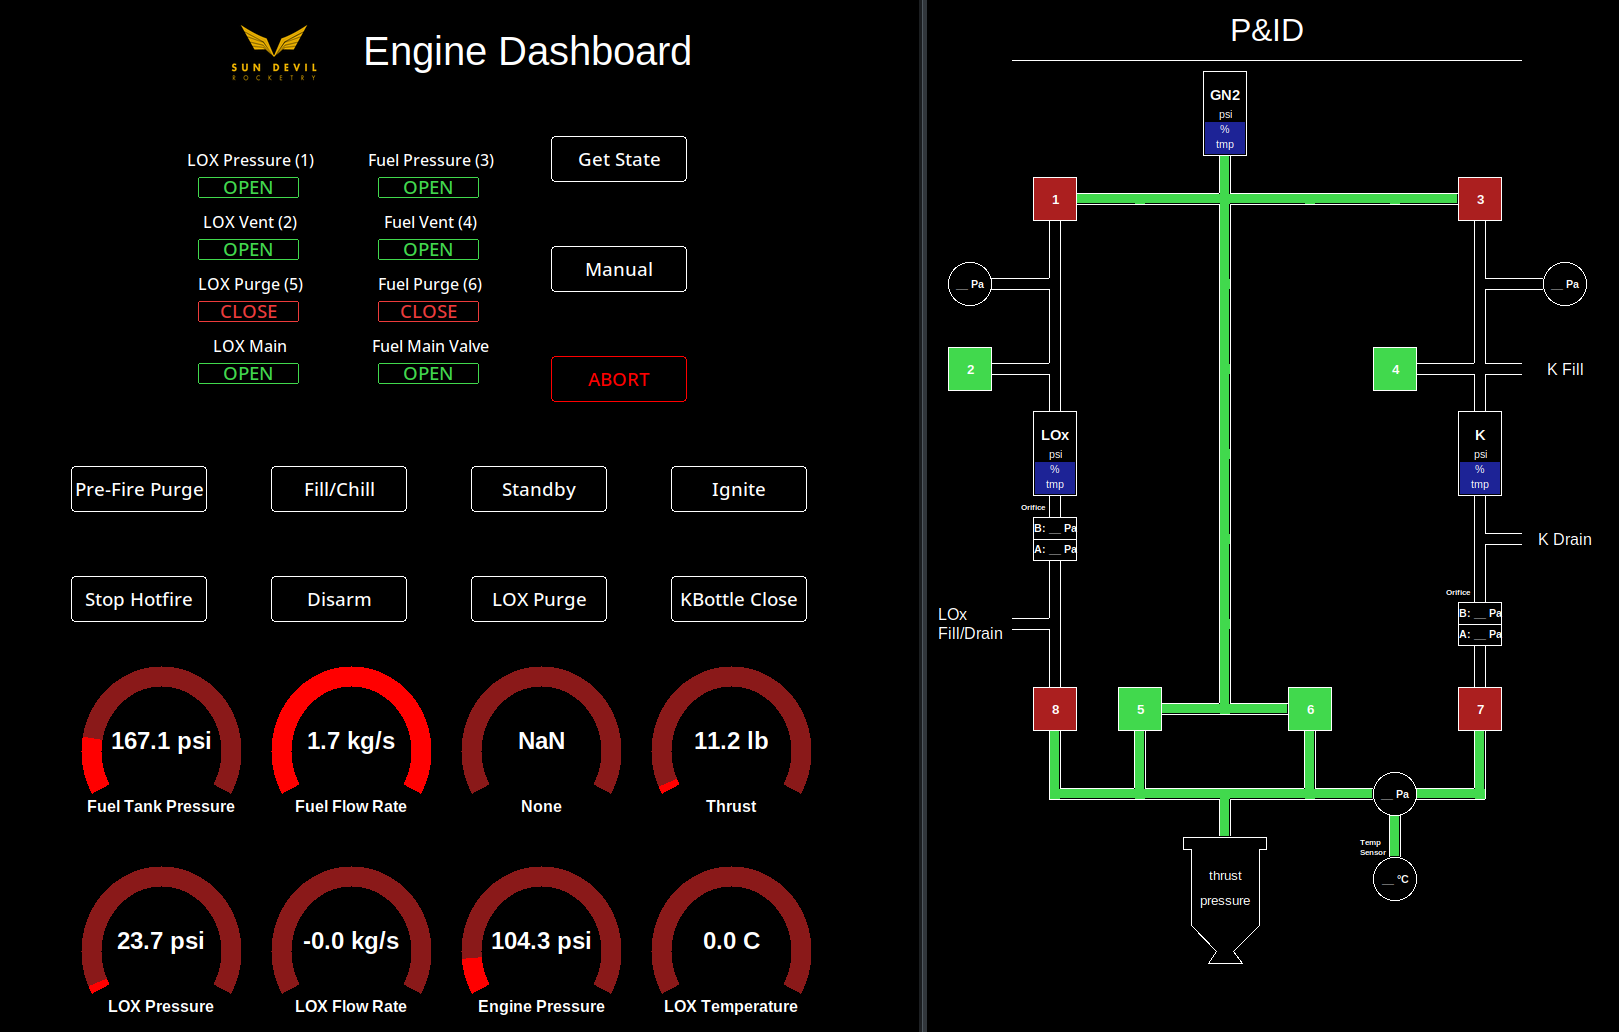 SUN DEVIL
ROCKETRY
Engine Dashboard
LOX Pressure (1)
OPEN
Fuel Pressure (3)
OPEN
Get State
LOX Vent (2)
OPEN
Fuel Vent (4)
OPEN
Manual
LOX Purge (5)
CLOSE
Fuel Purge (6)
CLOSE
LOX Main
OPEN
Fuel Main Valve
OPEN
ABORT
Pre-Fire Purge
Fill/Chill
Standby
Ignite
Stop Hotfire
Disarm
LOX Purge
KBottle Close
167.1 psi
Fuel Tank Pressure
1.7 kg/s
Fuel Flow Rate
NaN
None
11.2 lb
Thrust
23.7 psi
LOX Pressure
-0.0 kg/s
LOX Flow Rate
104.3 psi
Engine Pressure
0.0 C
LOX Temperature
P&ID
GN2
psi
%
tmp
1
3
__ Pa
__ Pa
2
4
K Fill
LOx
psi
%
tmp
K
psi
%
tmp
Orifice
B: __ Pa
A: __ Pa
K Drain
Orifice
B: __ Pa
A: __ Pa
LOx
Fill/Drain
8
5
6
7
__ Pa
Temp
Sensor
__ °C
thrust
pressure